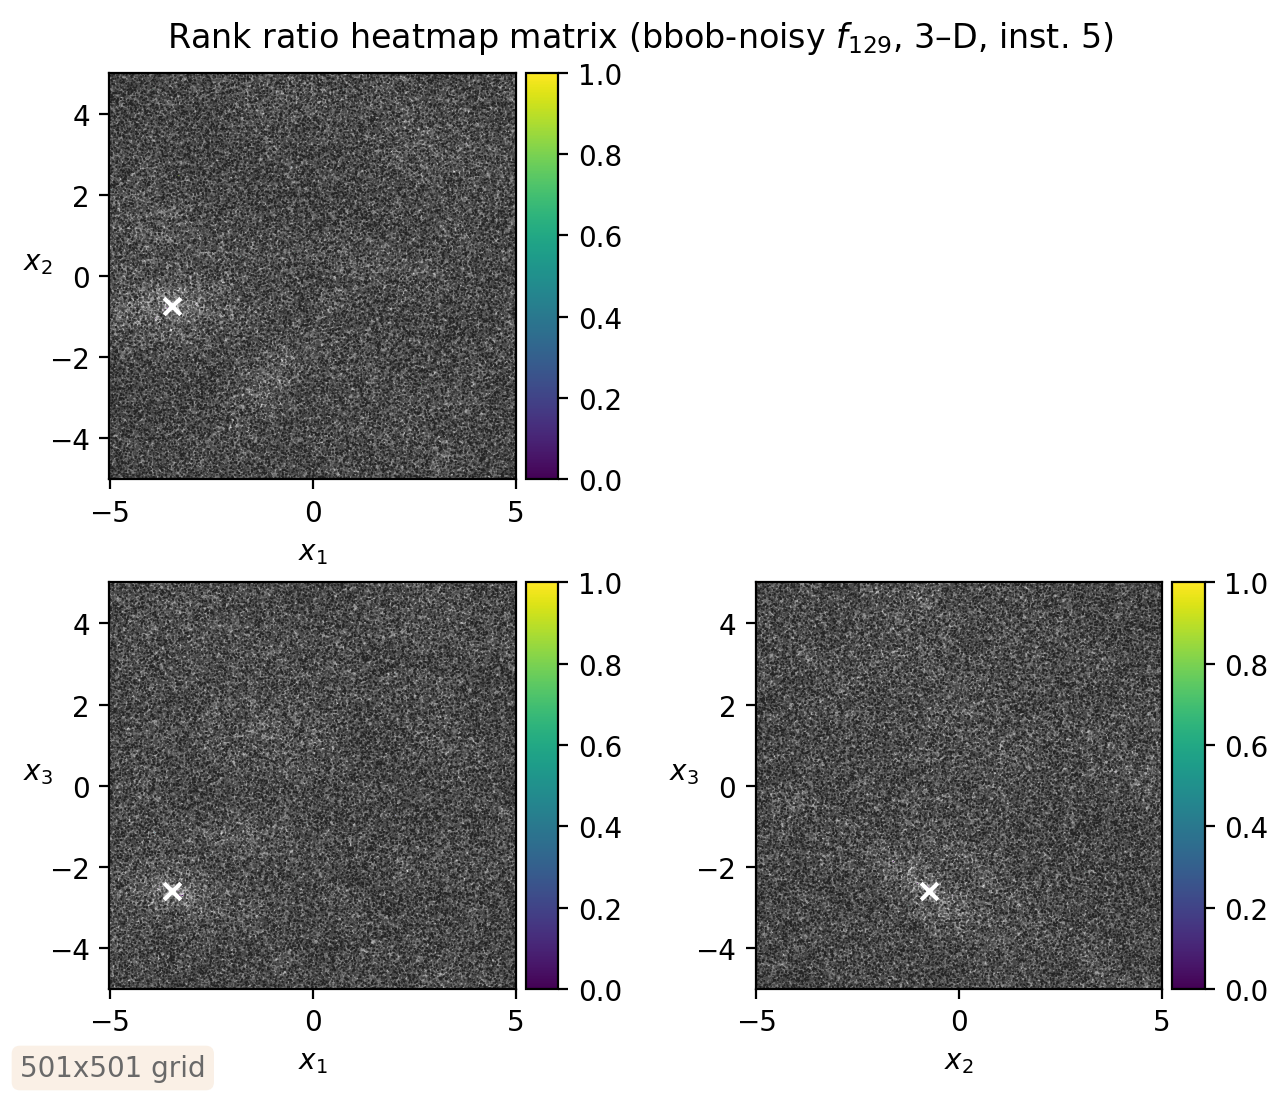 Rank ratio heatmap matrix (bbob-noisy f₁₂₉, 3–D, inst. 5)
1.0
4
0.8
2
0.6
x₂
0
0.4
−2
0.2
−4
0.0
−5 0 5
x₁
1.0 1.0
4 0.8 4 0.8
2 0.6 2 0.6
x₃ 0 x₃ 0
0.4 0.4
−2 −2
0.2 0.2
−4 −4
0.0 0.0
−5 0 5 −5 0 5
x₁ x₂
501x501 grid